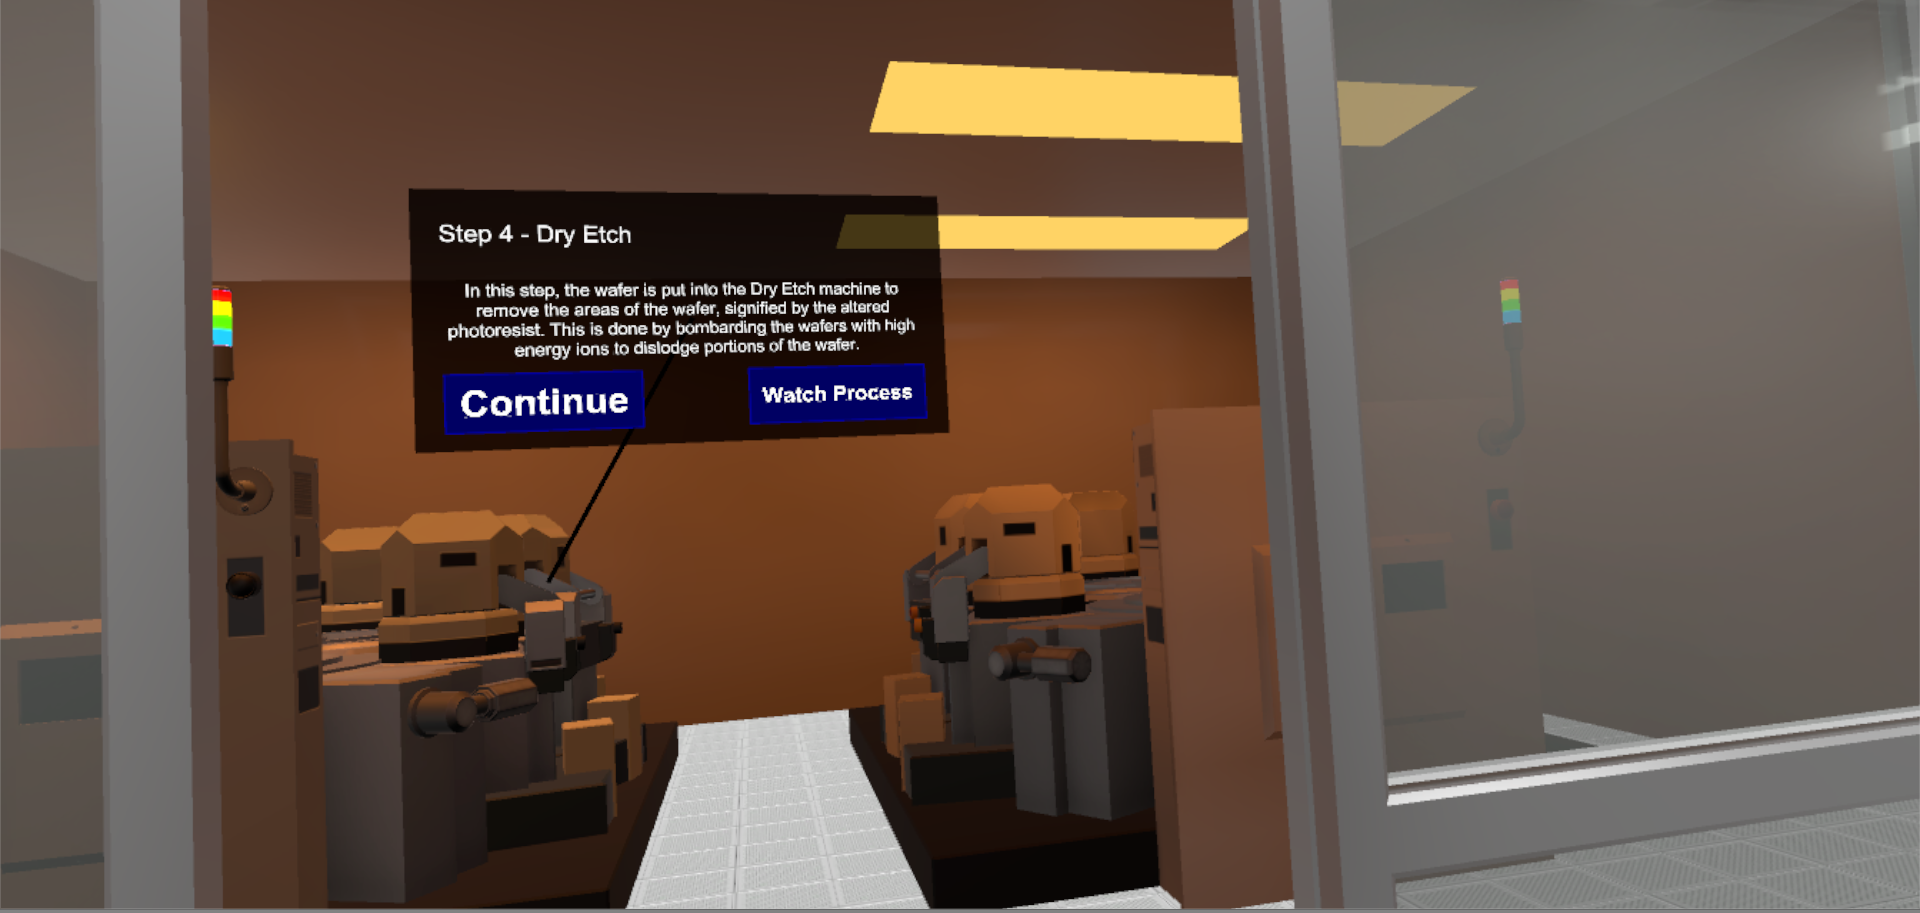 Step 4 - Dry Etch
In this step, the wafer is put into the Dry Etch machine to
remove the areas of the wafer, signified by the altered
photoresist. This is done by bombarding the wafers with high
energy ions to dislodge portions of the wafer.
Continue
Watch Process